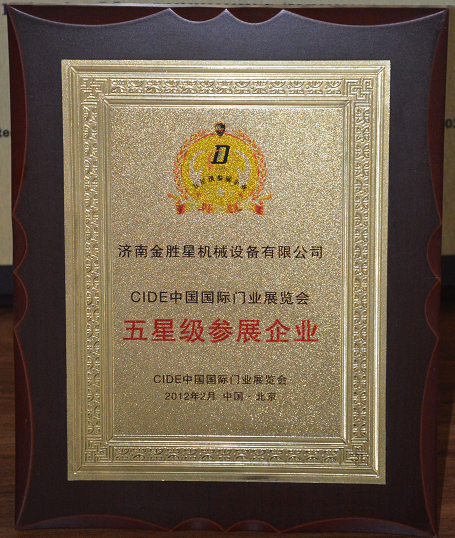 济南金胜星机械设备有限公司
CIDE中国国际门业展览会
五星级参展企业
CIDE中国国际门业展览会
2012年2月 中国·北京